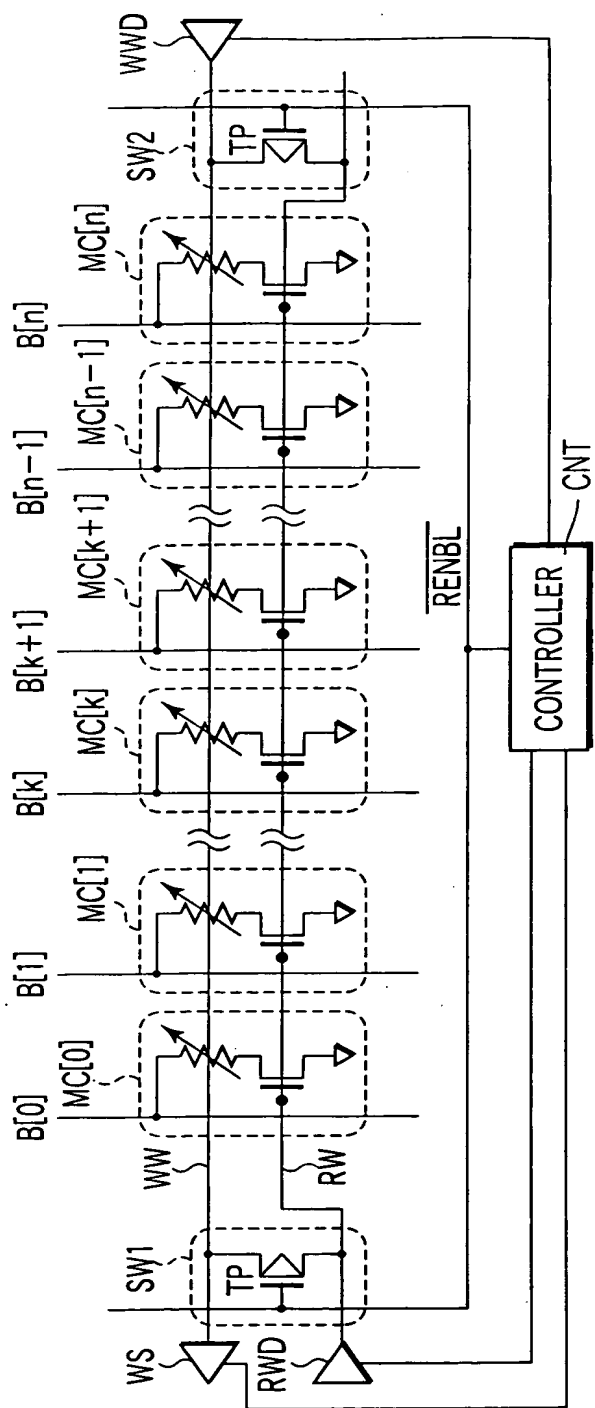 B[0]
B[1]
B[k]
B[k+1]
B[n-1]
B[n]
MC[0]
MC[1]
MC[k]
MC[k+1]
MC[n-1]
MC[n]
SW1
SW2
WWD
WS
WW
TP
TP
RWD
RW
RENBL
CONTROLLER
CNT